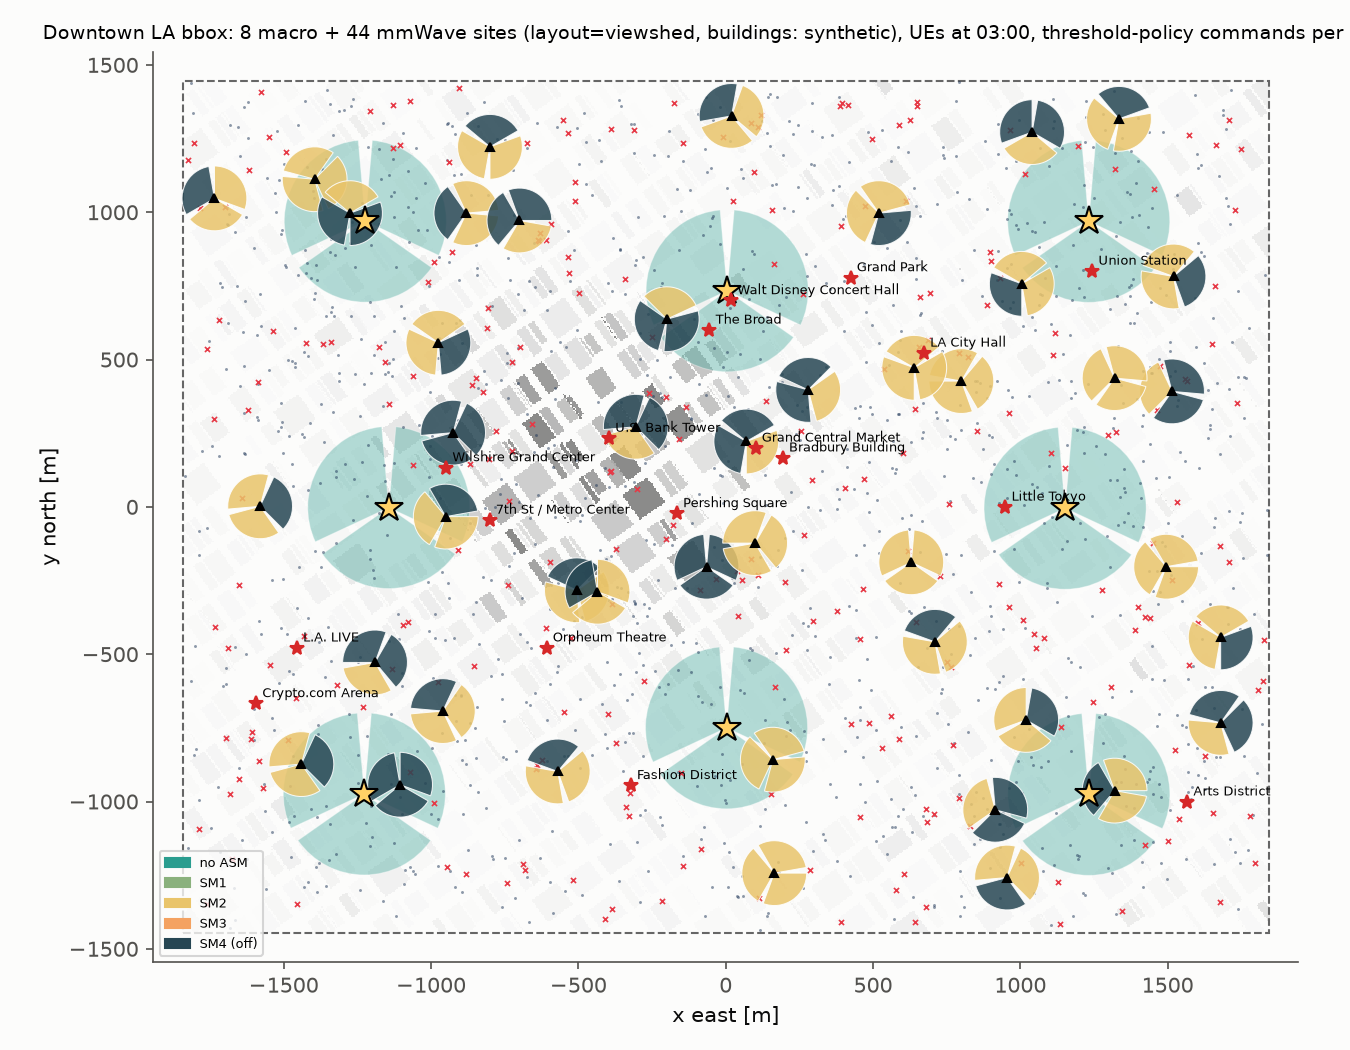 Downtown LA bbox: 8 macro + 44 mmWave sites (layout=viewshed, buildings: synthetic), UEs at 03:00, threshold-policy commands per
1500
1000
500
0
−500
−1000
−1500
y north [m]
Grand Park
Union Station
Walt Disney Concert Hall
The Broad
LA City Hall
U.S. Bank Tower
Grand Central Market
Bradbury Building
Wilshire Grand Center
Little Tokyo
7th St / Metro Center
Pershing Square
L.A. LIVE
Orpheum Theatre
Crypto.com Arena
Fashion District
Arts District
no ASM
SM1
SM2
SM3
SM4 (off)
−1500
−1000
−500
0
500
1000
1500
x east [m]